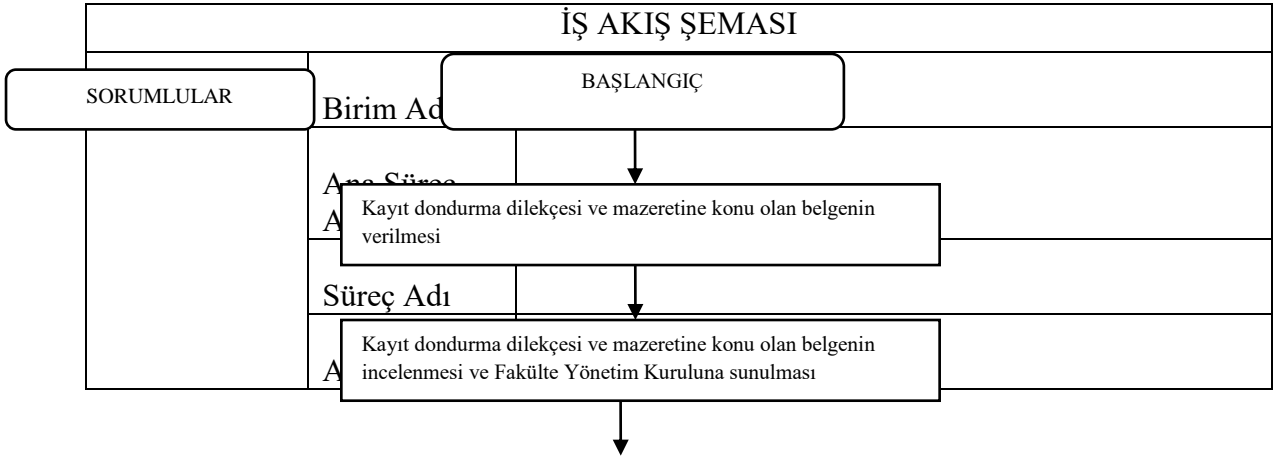 İŞ AKIŞ ŞEMASI
SORUMLULAR
BAŞLANGIÇ
Birim Ad
Kayıt dondurma dilekçesi ve mazeretine konu olan belgenin
verilmesi
Süreç Adı
Kayıt dondurma dilekçesi ve mazeretine konu olan belgenin
incelenmesi ve Fakülte Yönetim Kuruluna sunulması